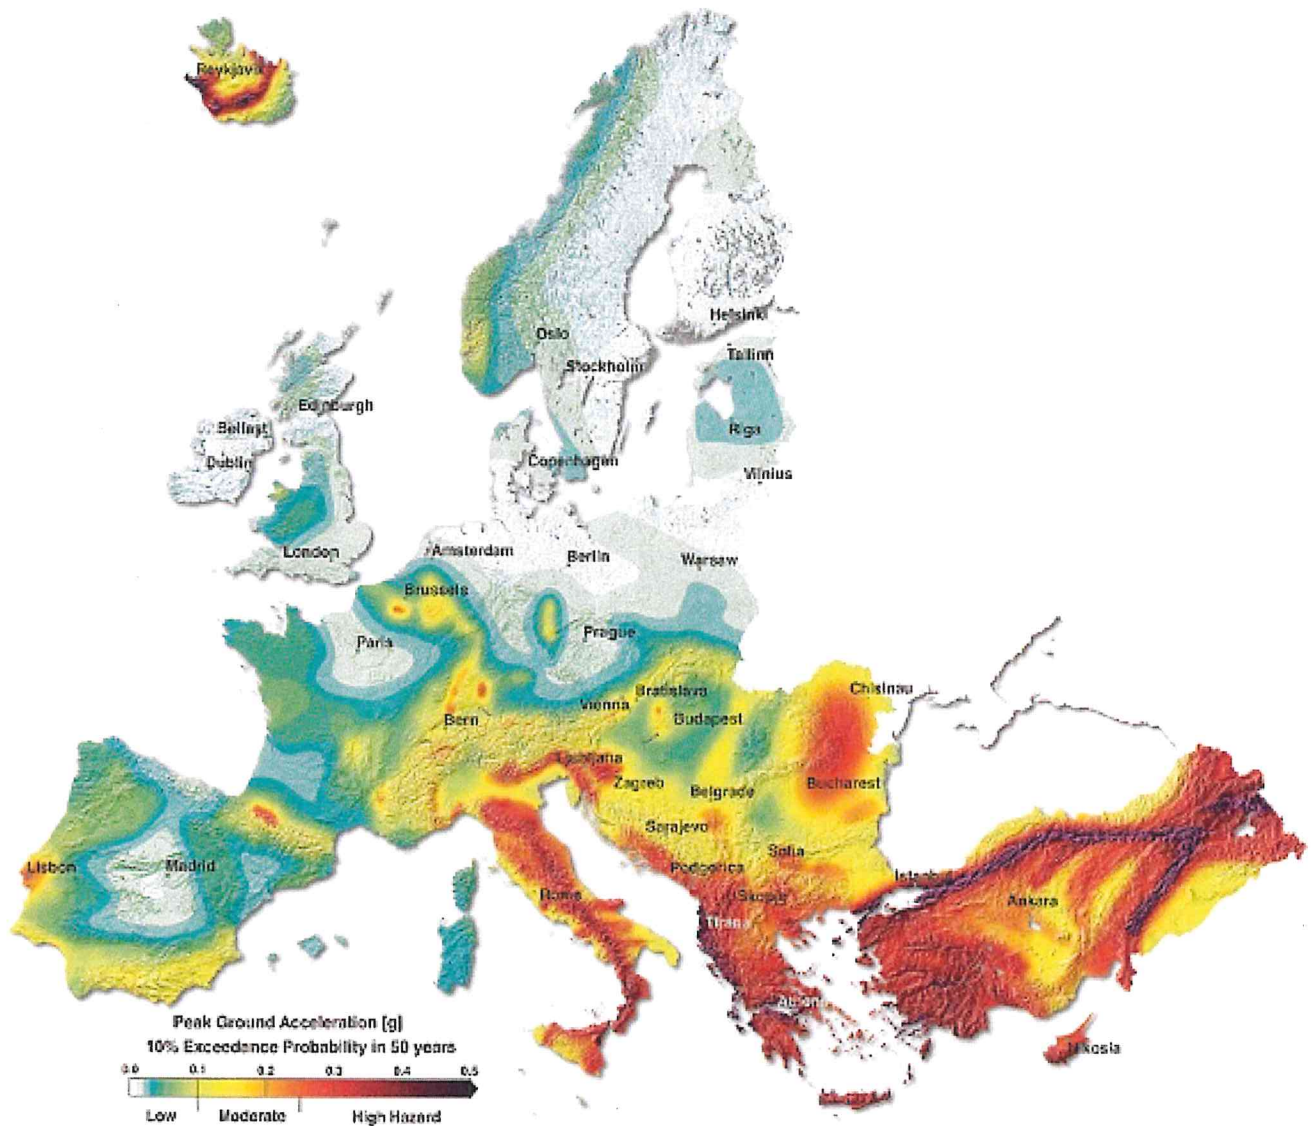 Reykjavik
Helsinki
Oslo
Tallinn
Stockholm
Edinburgh
Belfast
Riga
Dublin
Copenhagen
Vilnius
London
Amsterdam
Berlin
Warsaw
Brussels
Paris
Prague
Chisinau
Bratislava
Vienna
Bern
Budapest
Ljubljana
Zagreb
Bucharest
Belgrade
Sarajevo
Sofia
Lisbon
Madrid
Podgorica
Skopje
Rome
Ankara
Tirana
Nikosia
Peak Ground Acceleration [g]
10% Exceedance Probability in 50 years
0.0 0.1 0.2 0.3 0.4 0.5
Low Moderate High Hazard